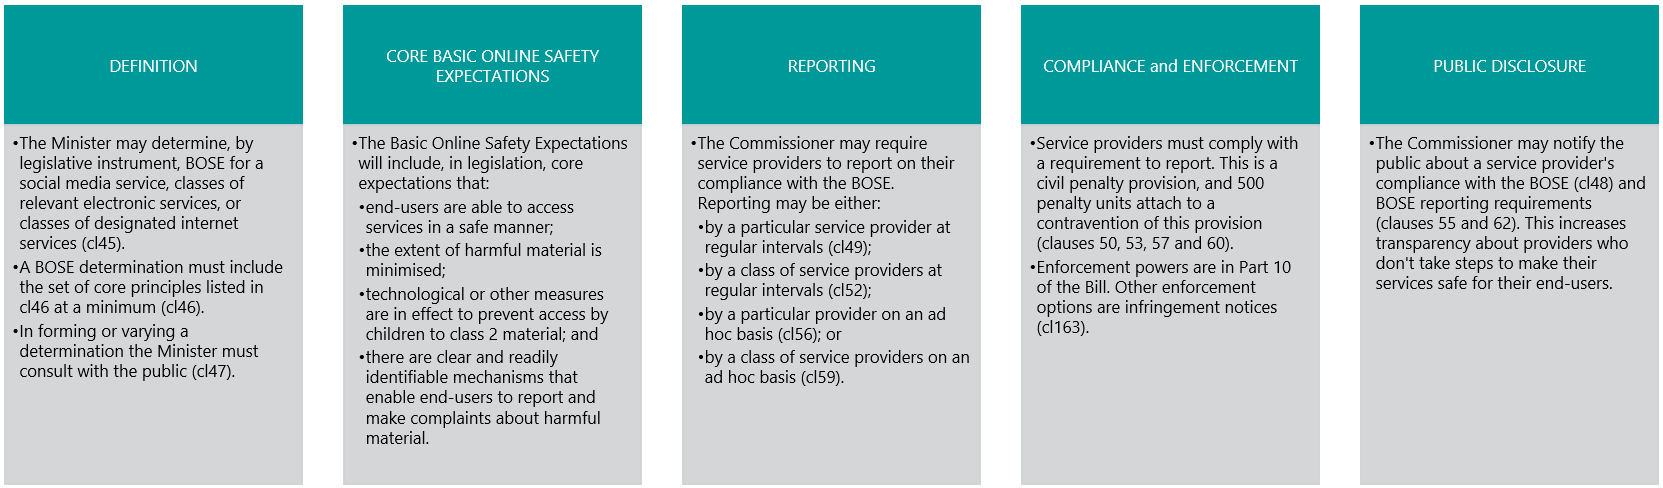 DEFINITION
•The Minister may determine, by
legislative instrument, BOSE for a
social media service, classes of
relevant electronic services, or
classes of designated internet
services (cl45).
•A BOSE determination must include
the set of core principles listed in
cl46 at a minimum (cl46).
•In forming or varying a
determination the Minister must
consult with the public (cl47).
CORE BASIC ONLINE SAFETY
EXPECTATIONS
•The Basic Online Safety Expectations
will include, in legislation, core
expectations that:
•end-users are able to access
services in a safe manner;
•the extent of harmful material is
minimised;
•technological or other measures
are in effect to prevent access by
children to class 2 material; and
•there are clear and readily
identifiable mechanisms that
enable end-users to report and
make complaints about harmful
material.
REPORTING
•The Commissioner may require
service providers to report on their
compliance with the BOSE.
Reporting may be either:
•by a particular service provider at
regular intervals (cl49);
•by a class of service providers at
regular intervals (cl52);
•by a particular provider on an ad
hoc basis (cl56); or
•by a class of service providers on an
ad hoc basis (cl59).
COMPLIANCE and ENFORCEMENT
•Service providers must comply with
a requirement to report. This is a
civil penalty provision, and 500
penalty units attach to a
contravention of this provision
(clauses 50, 53, 57 and 60).
•Enforcement powers are in Part 10
of the Bill. Other enforcement
options are infringement notices
(cl163).
PUBLIC DISCLOSURE
•The Commissioner may notify the
public about a service provider's
compliance with the BOSE (cl48) and
BOSE reporting requirements
(clauses 55 and 62). This increases
transparency about providers who
don't take steps to make their
services safe for their end-users.